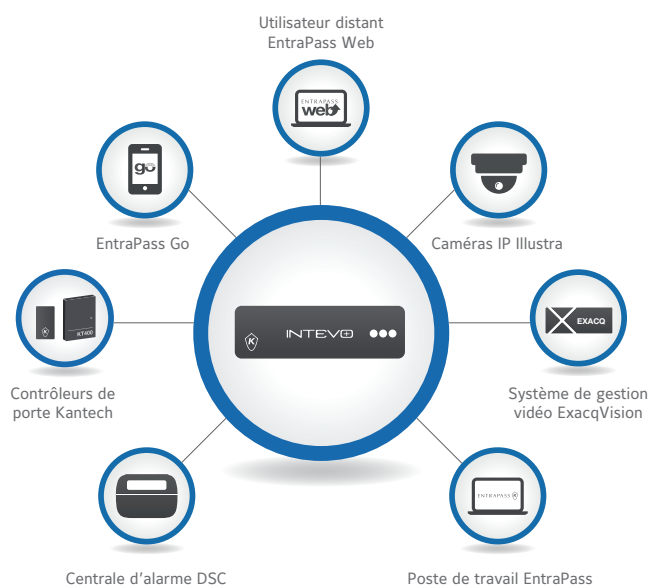 Utilisateur distant
EntraPass Web
ENTRAPASS
web
go
EntraPass Go
Caméras IP Illustra
KT400
K
INTEVO
K
EXACQ
Contrôleurs de
porte Kantech
Système de gestion
vidéo ExacqVision
ENTRAPASS K
Centrale d'alarme DSC
Poste de travail EntraPass